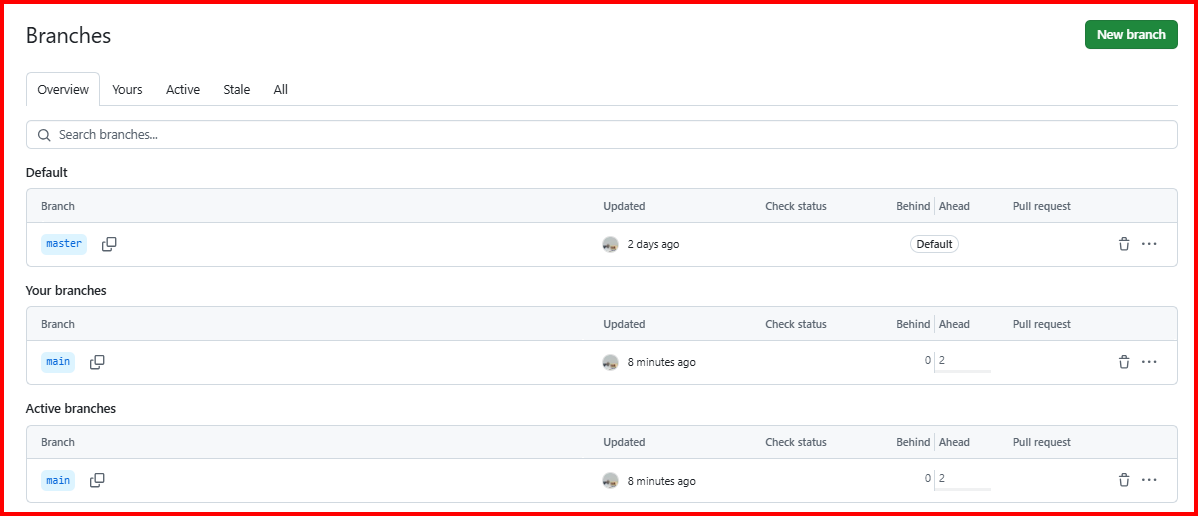 Branches
New branch
Overview Yours Active Stale All
Search branches...
Default
Branch Updated Check status Behind Ahead Pull request
master 2 days ago Default
Your branches
Branch Updated Check status Behind Ahead Pull request
main 8 minutes ago 0 2
Active branches
Branch Updated Check status Behind Ahead Pull request
main 8 minutes ago 0 2